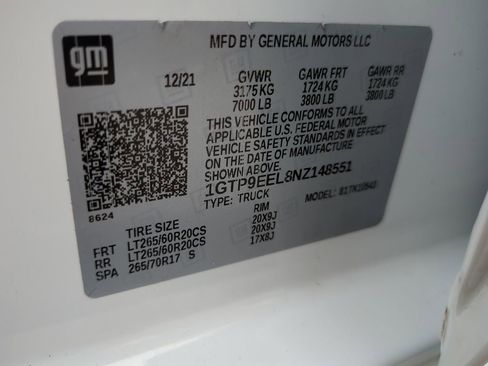 gm
MFD BY GENERAL MOTORS LLC
12/21 GVWR GAWR FRT GAWR RR
3175 KG 1724 KG 1724 KG
7000 LB 3800 LB 3800 LB
THIS VEHICLE CONFORMS TO ALL
APPLICABLE U.S. FEDERAL MOTOR
VEHICLE SAFETY STANDARDS IN EFFECT
ON THE DATE OF MANUFACTURE SHOWN ABOVE.
1GTP9EEL8NZ148551
8624 TYPE: TRUCK MODEL:
TIRE SIZE RIM
FRT LT265/60R20CS 20X9J
RR LT265/60R20CS 20X9J
SPA 265/70R17 S 17X8J